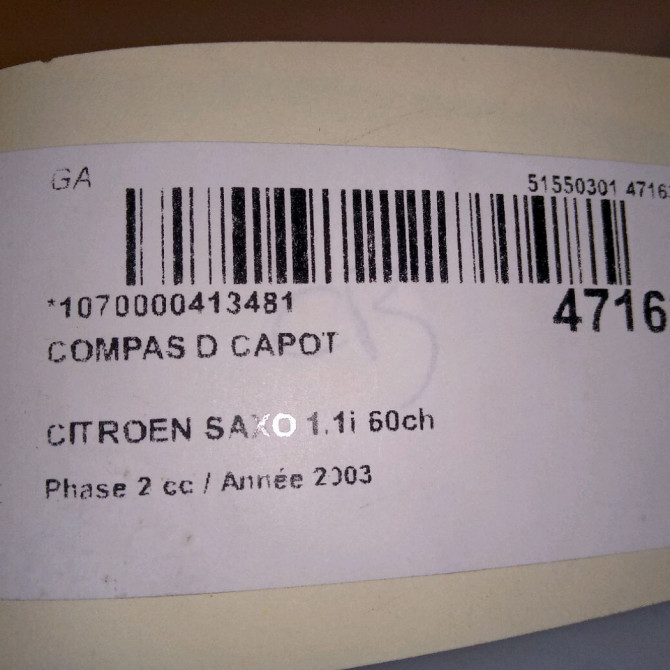 GA
51550301 4716
*1070000413481
4716
COMPAS D CAPOT
CITROEN SAXO 1.1i 60ch
Phase 2 cc / Année 2003